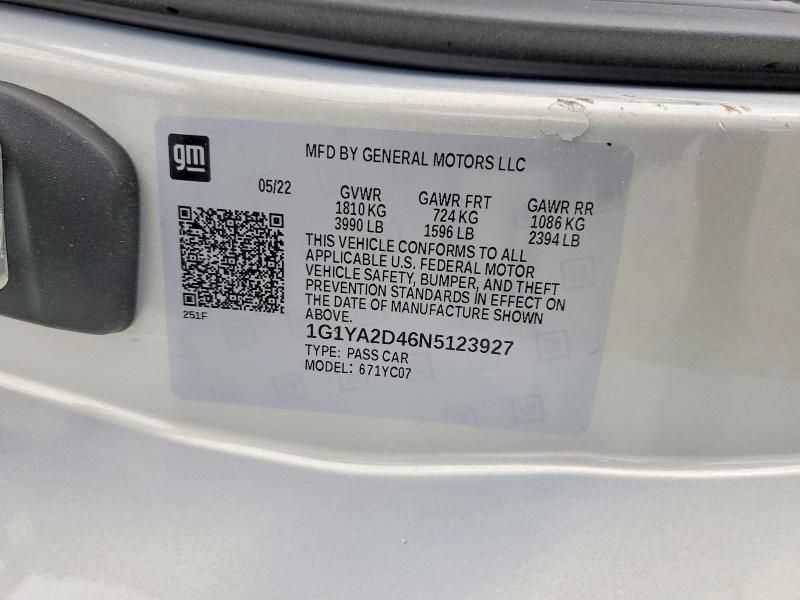 gm
MFD BY GENERAL MOTORS LLC
05/22 GVWR GAWR FRT GAWR RR
1810 KG 724 KG 1086 KG
3990 LB 1596 LB 2394 LB
THIS VEHICLE CONFORMS TO ALL
APPLICABLE U.S. FEDERAL MOTOR
VEHICLE SAFETY, BUMPER, AND THEFT
PREVENTION STANDARDS IN EFFECT ON
THE DATE OF MANUFACTURE SHOWN
ABOVE.
251F
1G1YA2D46N5123927
TYPE: PASS CAR
MODEL: 671YC07